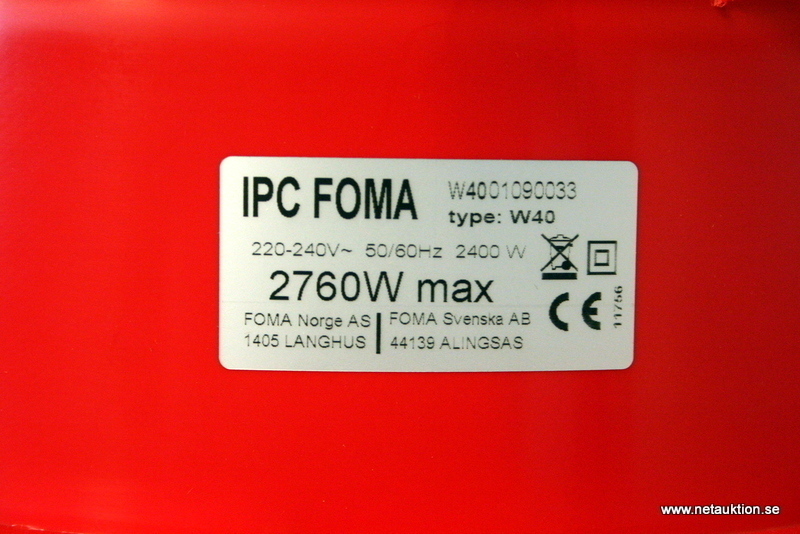 IPC FOMA
W4001090033
type: W40
220-240V~ 50/60Hz 2400 W
2760W max
CE
11756
FOMA Norge AS
1405 LANGHUS
FOMA Svenska AB
44139 ALINGSAS
www.netauktion.se